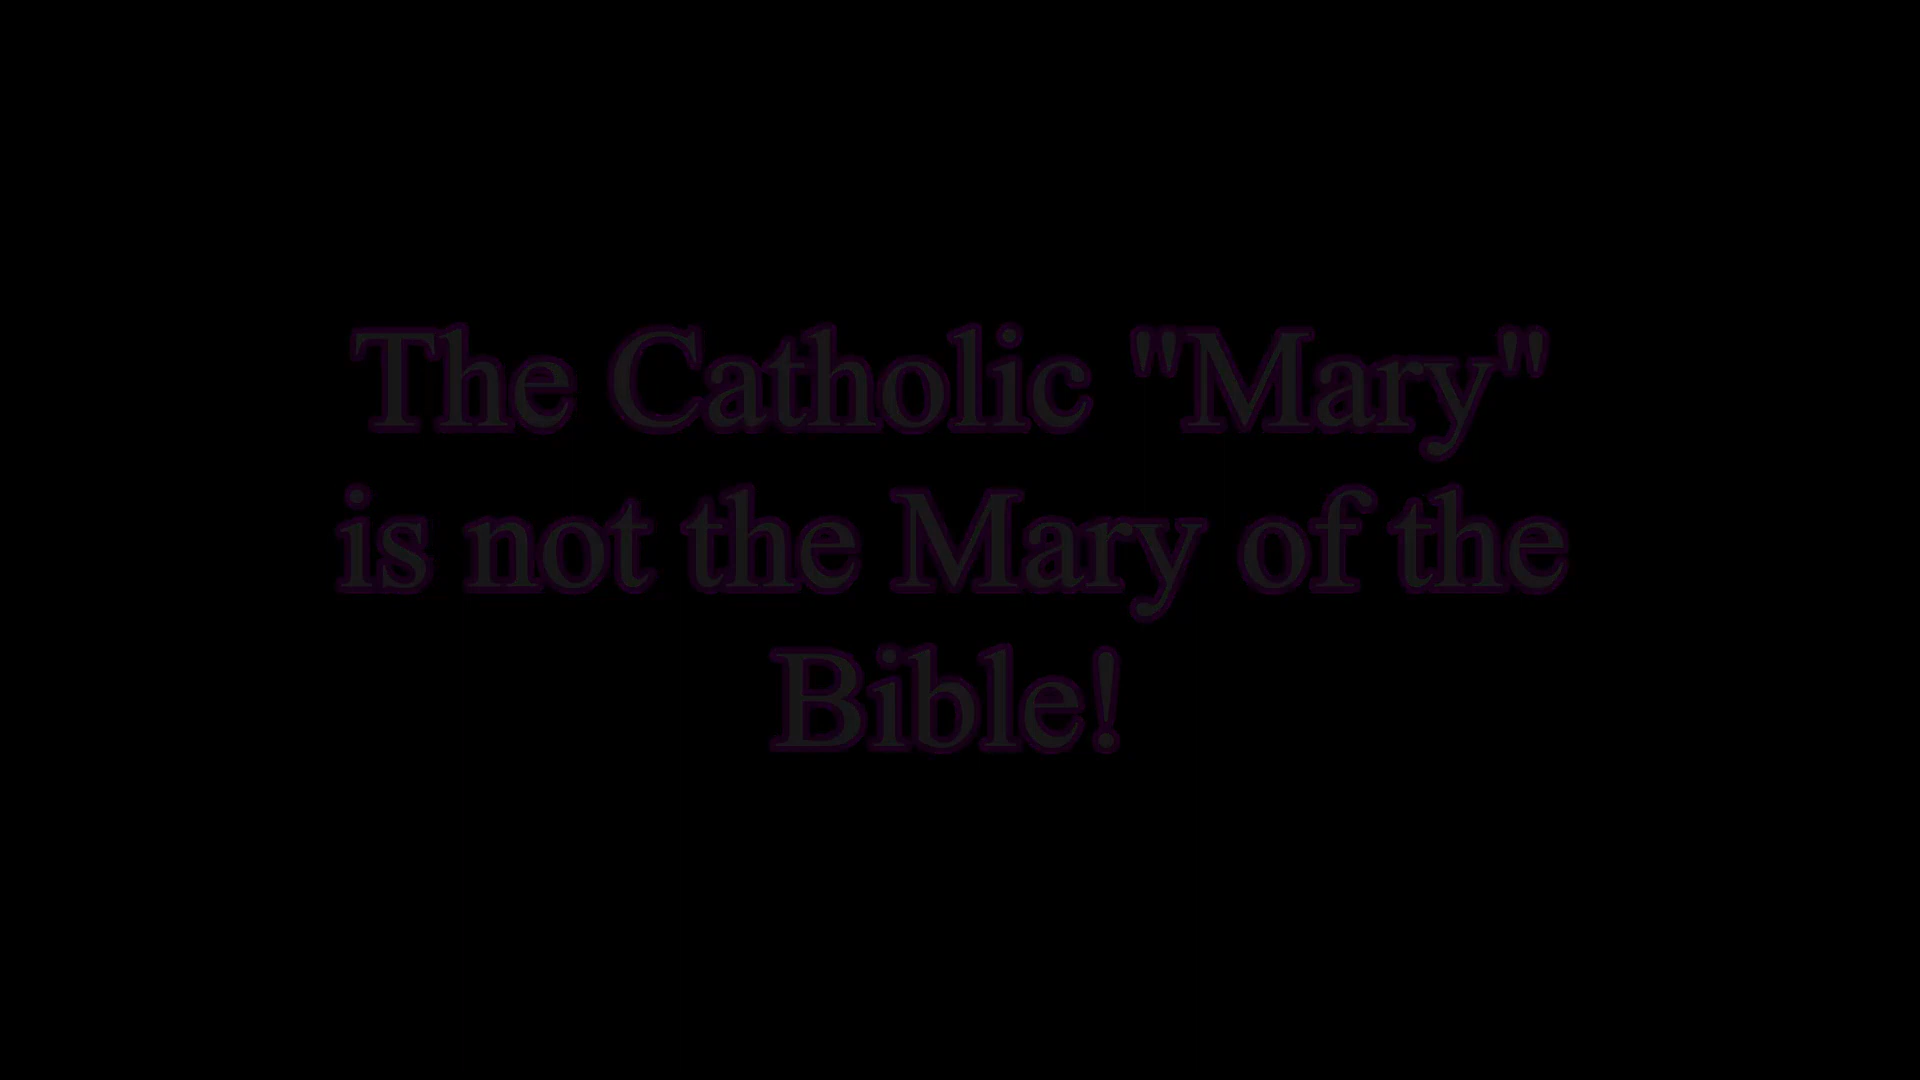 The Catholic "Mary"
is not the Mary of the
Bible!